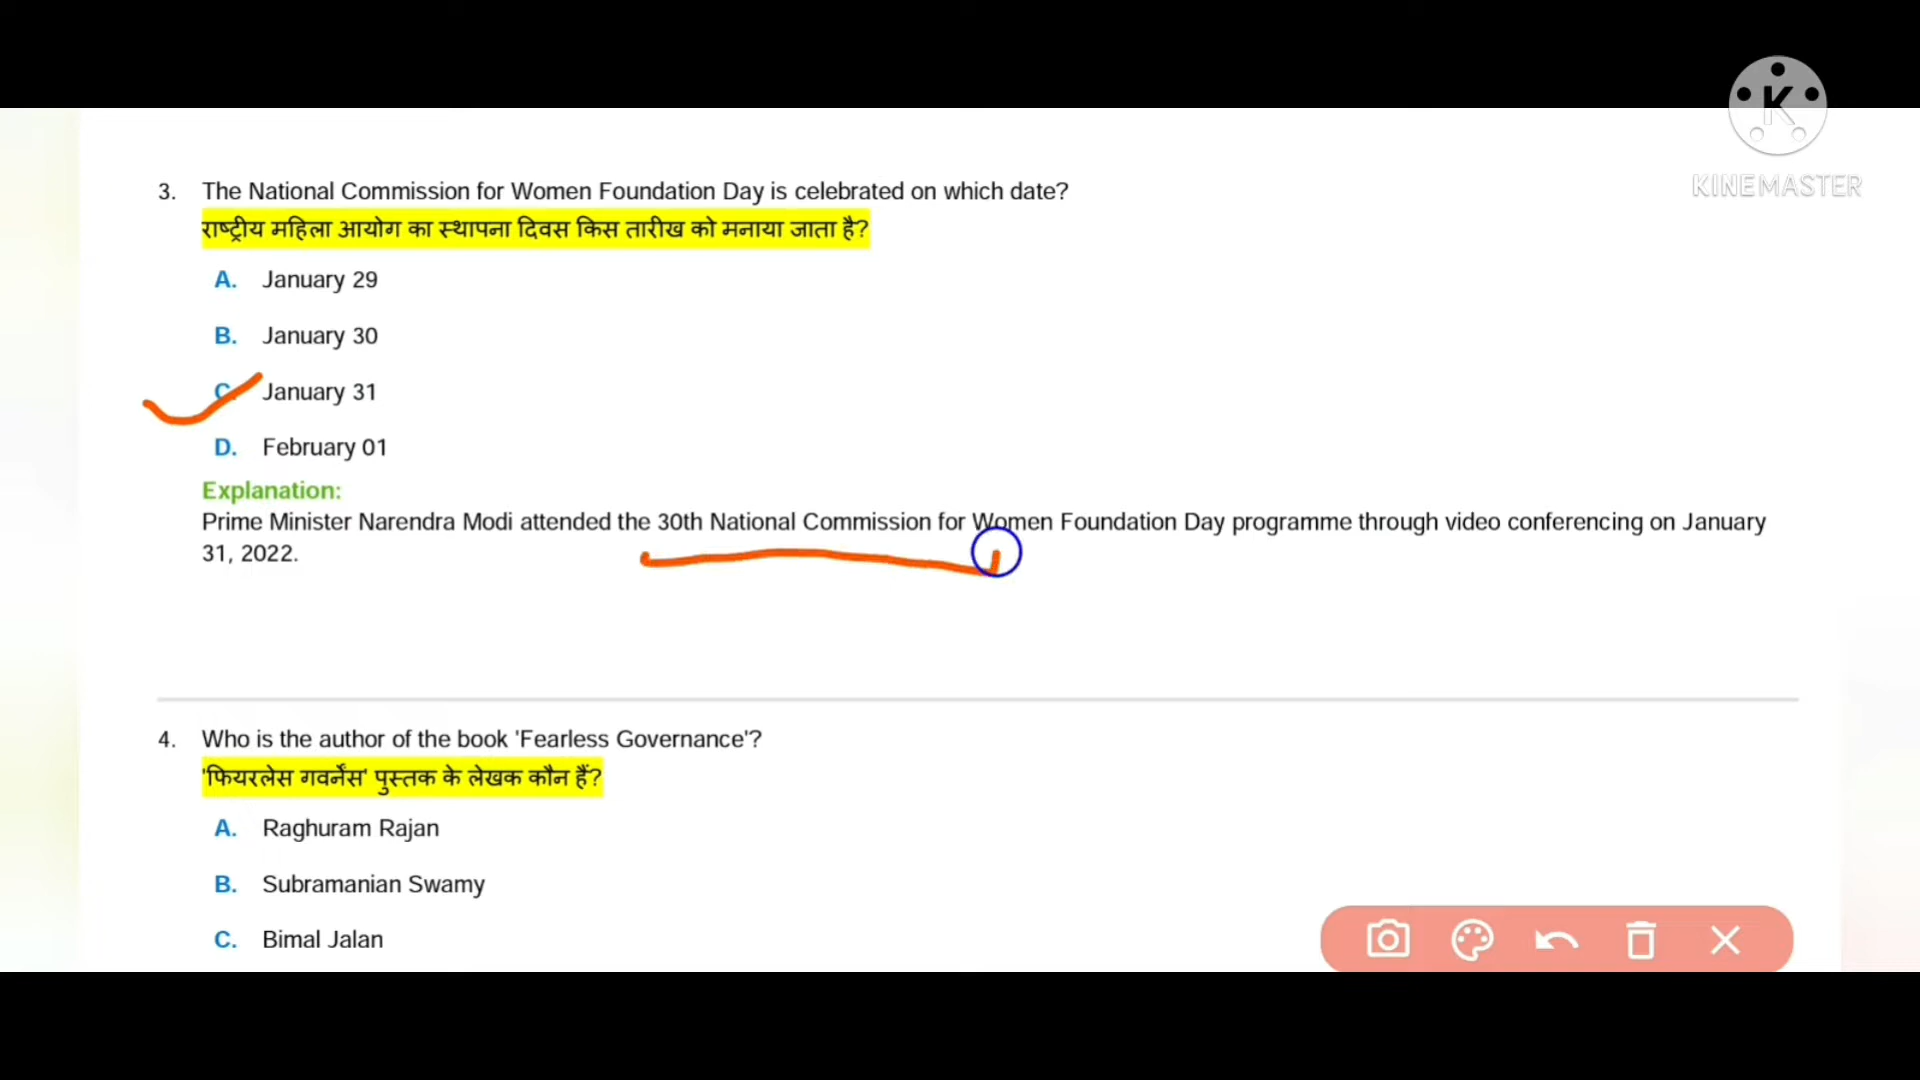 K
KINEMASTER
3. The National Commission for Women Foundation Day is celebrated on which date?
राष्ट्रीय महिला आयोग का स्थापना दिवस किस तारीख को मनाया जाता है?
A. January 29
B. January 30
C. January 31
D. February 01
Explanation:
Prime Minister Narendra Modi attended the 30th National Commission for Women Foundation Day programme through video conferencing on January
31, 2022.
4. Who is the author of the book 'Fearless Governance'?
'फियरलेस गवर्नेंस' पुस्तक के लेखक कौन हैं?
A. Raghuram Rajan
B. Subramanian Swamy
C. Bimal Jalan